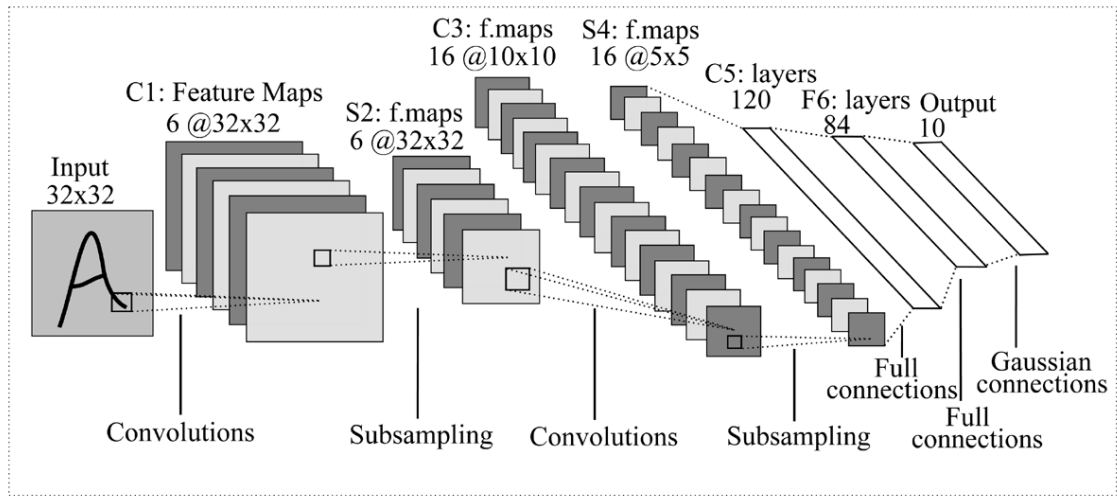 Input
32x32
C1: Feature Maps
6 @32x32
S2: f.maps
6 @32x32
C3: f.maps
16 @10x10
S4: f.maps
16 @5x5
C5: layers
120
F6: layers
84
Output
10
Convolutions
Subsampling
Convolutions
Subsampling
Full
connections
Full
connections
Gaussian
connections